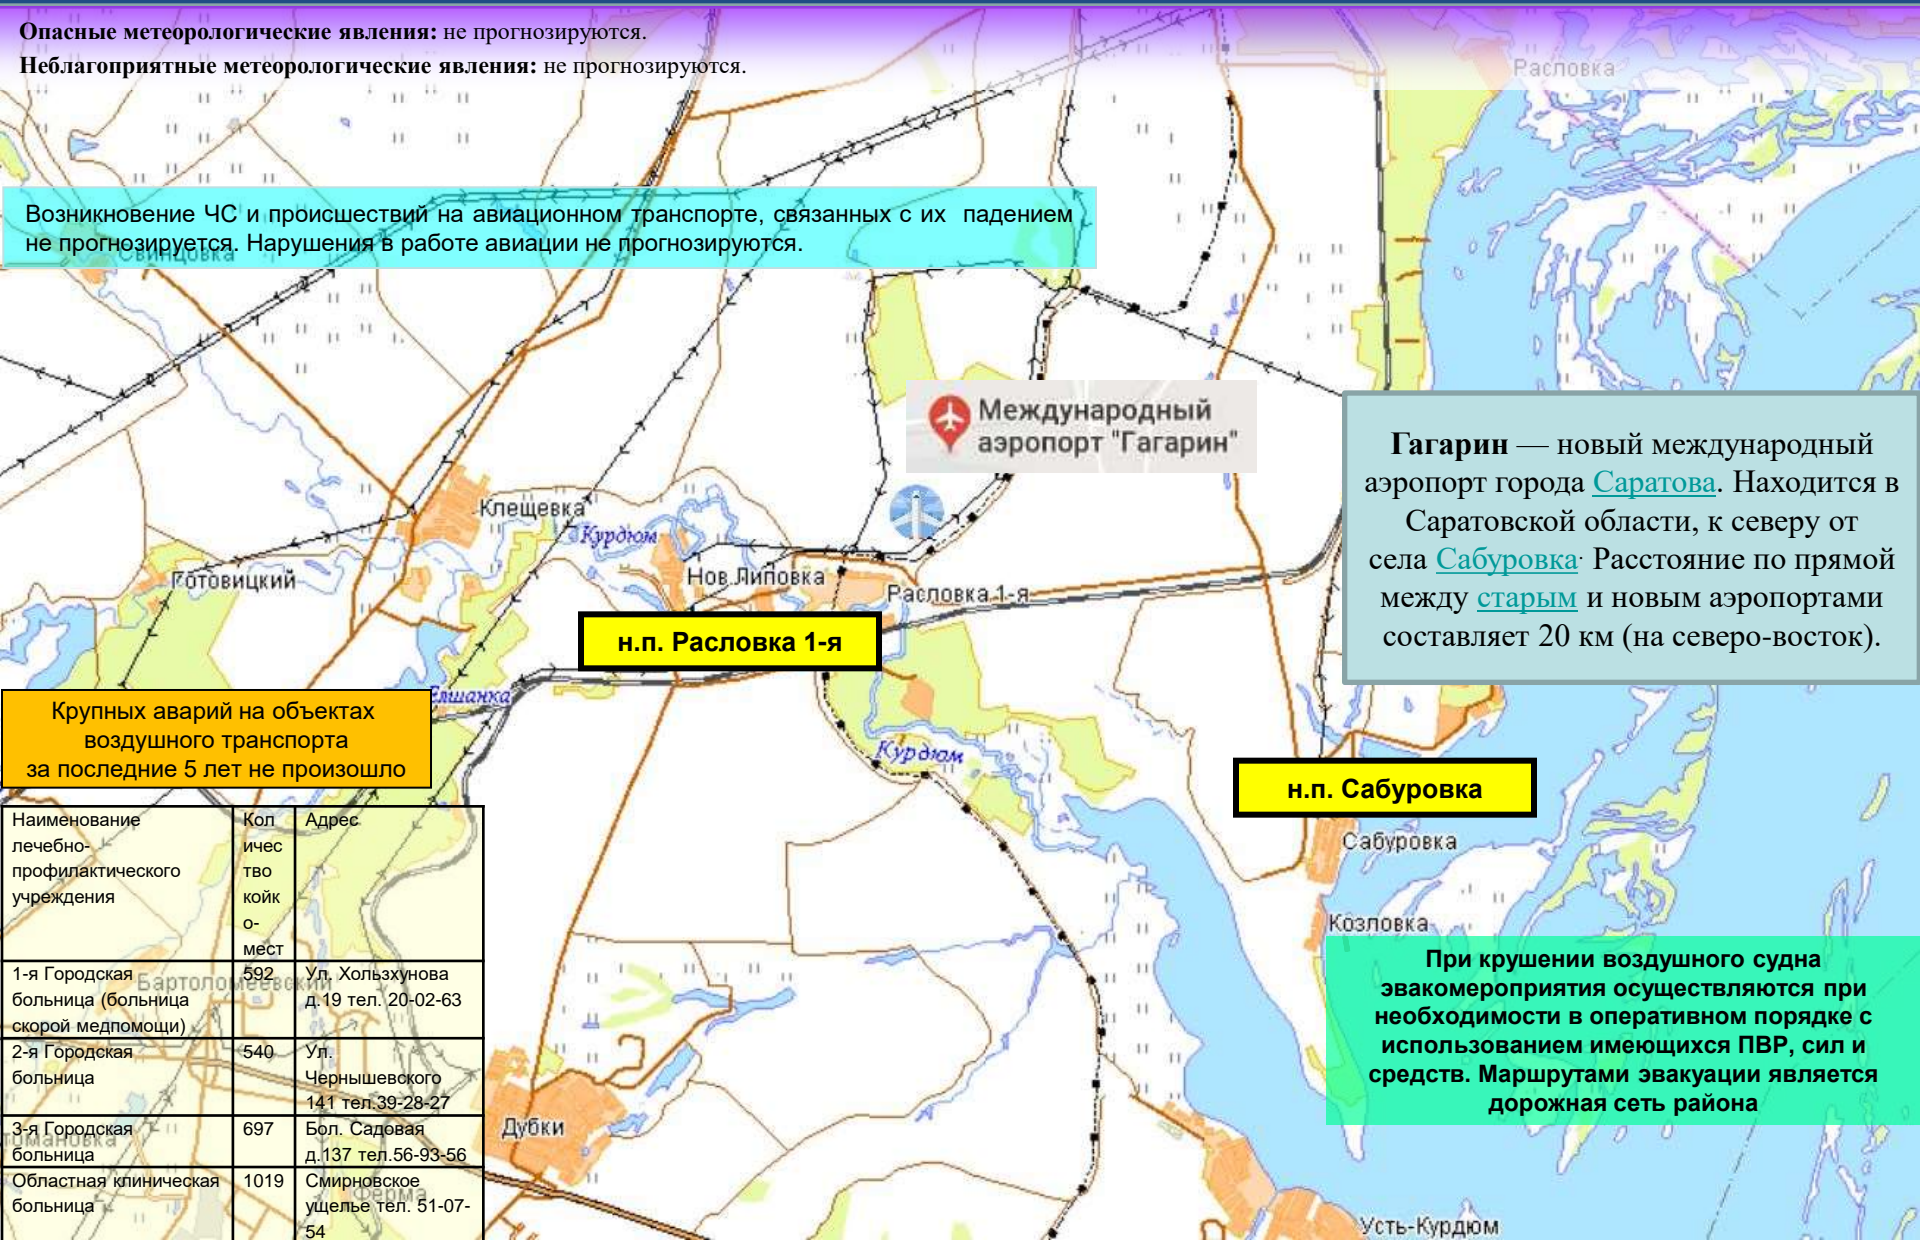 Опасные метеорологические явления: не прогнозируются.
Неблагоприятные метеорологические явления: не прогнозируются.
Расловка
Возникновение ЧС и происшествий на авиационном транспорте, связанных с их падением
не прогнозируется. Нарушения в работе авиации не прогнозируются.
Свинцовка
Международный
аэропорт "Гагарин"
Гагарин — новый международный
аэропорт города Саратова. Находится в
Саратовской области, к северу от
села Сабуровка· Расстояние по прямой
между старым и новым аэропортами
составляет 20 км (на северо-восток).
Клещевка
Курдюм
Готовицкий
Нов.Липовка
Расловка 1-я
н.п. Расловка 1-я
Елшанка
Крупных аварий на объектах
воздушного транспорта
за последние 5 лет не произошло
Курдюм
н.п. Сабуровка
Сабуровка
Козловка
При крушении воздушного судна
эвакомероприятия осуществляются при
необходимости в оперативном порядке с
использованием имеющихся ПВР, сил и
средств. Маршрутами эвакуации является
дорожная сеть района
Наименование
лечебно-
профилактического
учреждения
Кол
ичес
тво
койк
о-
мест
Адрес
1-я Городская
больница (больница
скорой медпомощи)
592
Ул. Хользхунова
д.19 тел. 20-02-63
Бартоломеевский
2-я Городская
больница
540
Ул.
Чернышевского
141 тел.39-28-27
3-я Городская
больница
697
Бол. Садовая
д.137 тел.56-93-56
Областная клиническая
больница
1019
Смирновское
ущелье тел. 51-07-
54
Ферма
Дубки
Усть-Курдюм